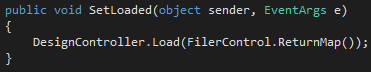 public void SetLoaded(object sender, EventArgs e)
{
    DesignController.Load(FilerControl.ReturnMap());
}